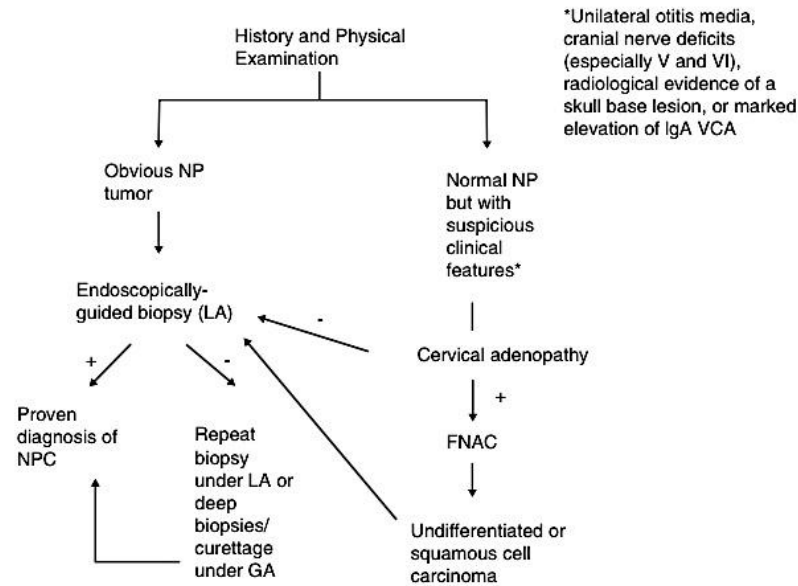 History and Physical
Examination
*Unilateral otitis media,
cranial nerve deficits
(especially V and VI),
radiological evidence of a
skull base lesion, or marked
elevation of IgA VCA
Obvious NP
tumor
Normal NP
but with
suspicious
clinical
features*
Endoscopically-
guided biopsy (LA)
-
Cervical adenopathy
+
-
+
Proven
diagnosis of
NPC
Repeat
biopsy
under LA or
deep
biopsies/
curettage
under GA
FNAC
Undifferentiated or
squamous cell
carcinoma